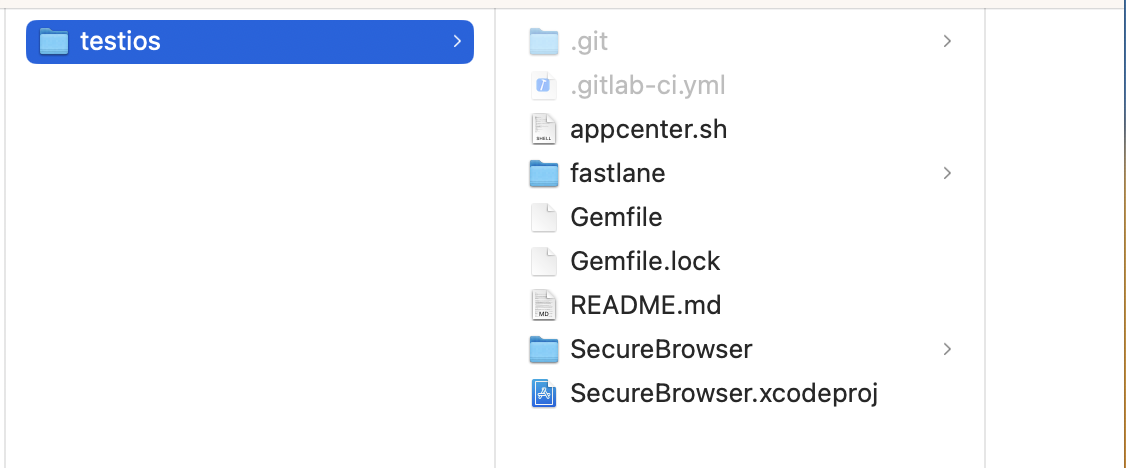 testios
.git
.gitlab-ci.yml
appcenter.sh
fastlane
Gemfile
Gemfile.lock
README.md
SecureBrowser
SecureBrowser.xcodeproj